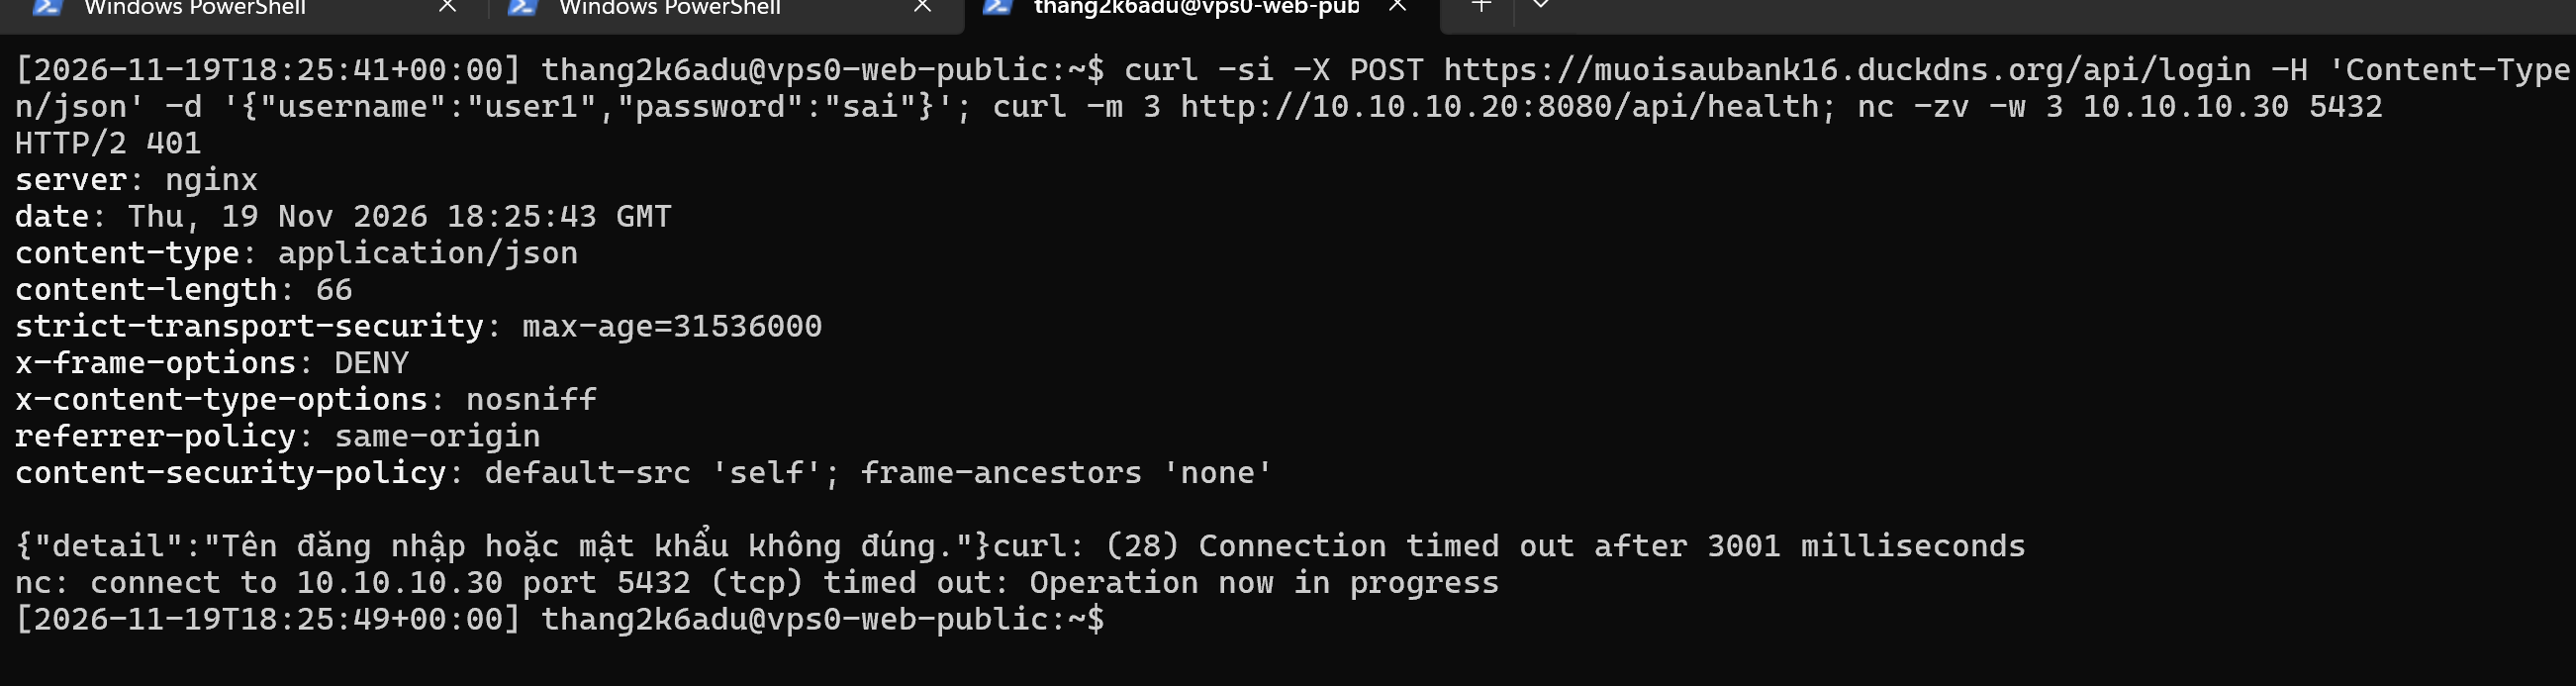 Windows PowerShell
Windows PowerShell
thang2k6adu@vps0-web-pub
[2026-11-19T18:25:41+00:00] thang2k6adu@vps0-web-public:~$ curl -si -X POST https://muoisaubank16.duckdns.org/api/login -H 'Content-Type
n/json' -d '{"username":"user1","password":"sai"}'; curl -m 3 http://10.10.10.20:8080/api/health; nc -zv -w 3 10.10.10.30 5432
HTTP/2 401
server: nginx
date: Thu, 19 Nov 2026 18:25:43 GMT
content-type: application/json
content-length: 66
strict-transport-security: max-age=31536000
x-frame-options: DENY
x-content-type-options: nosniff
referrer-policy: same-origin
content-security-policy: default-src 'self'; frame-ancestors 'none'
{"detail":"Tên đăng nhập hoặc mật khẩu không đúng."}curl: (28) Connection timed out after 3001 milliseconds
nc: connect to 10.10.10.30 port 5432 (tcp) timed out: Operation now in progress
[2026-11-19T18:25:49+00:00] thang2k6adu@vps0-web-public:~$